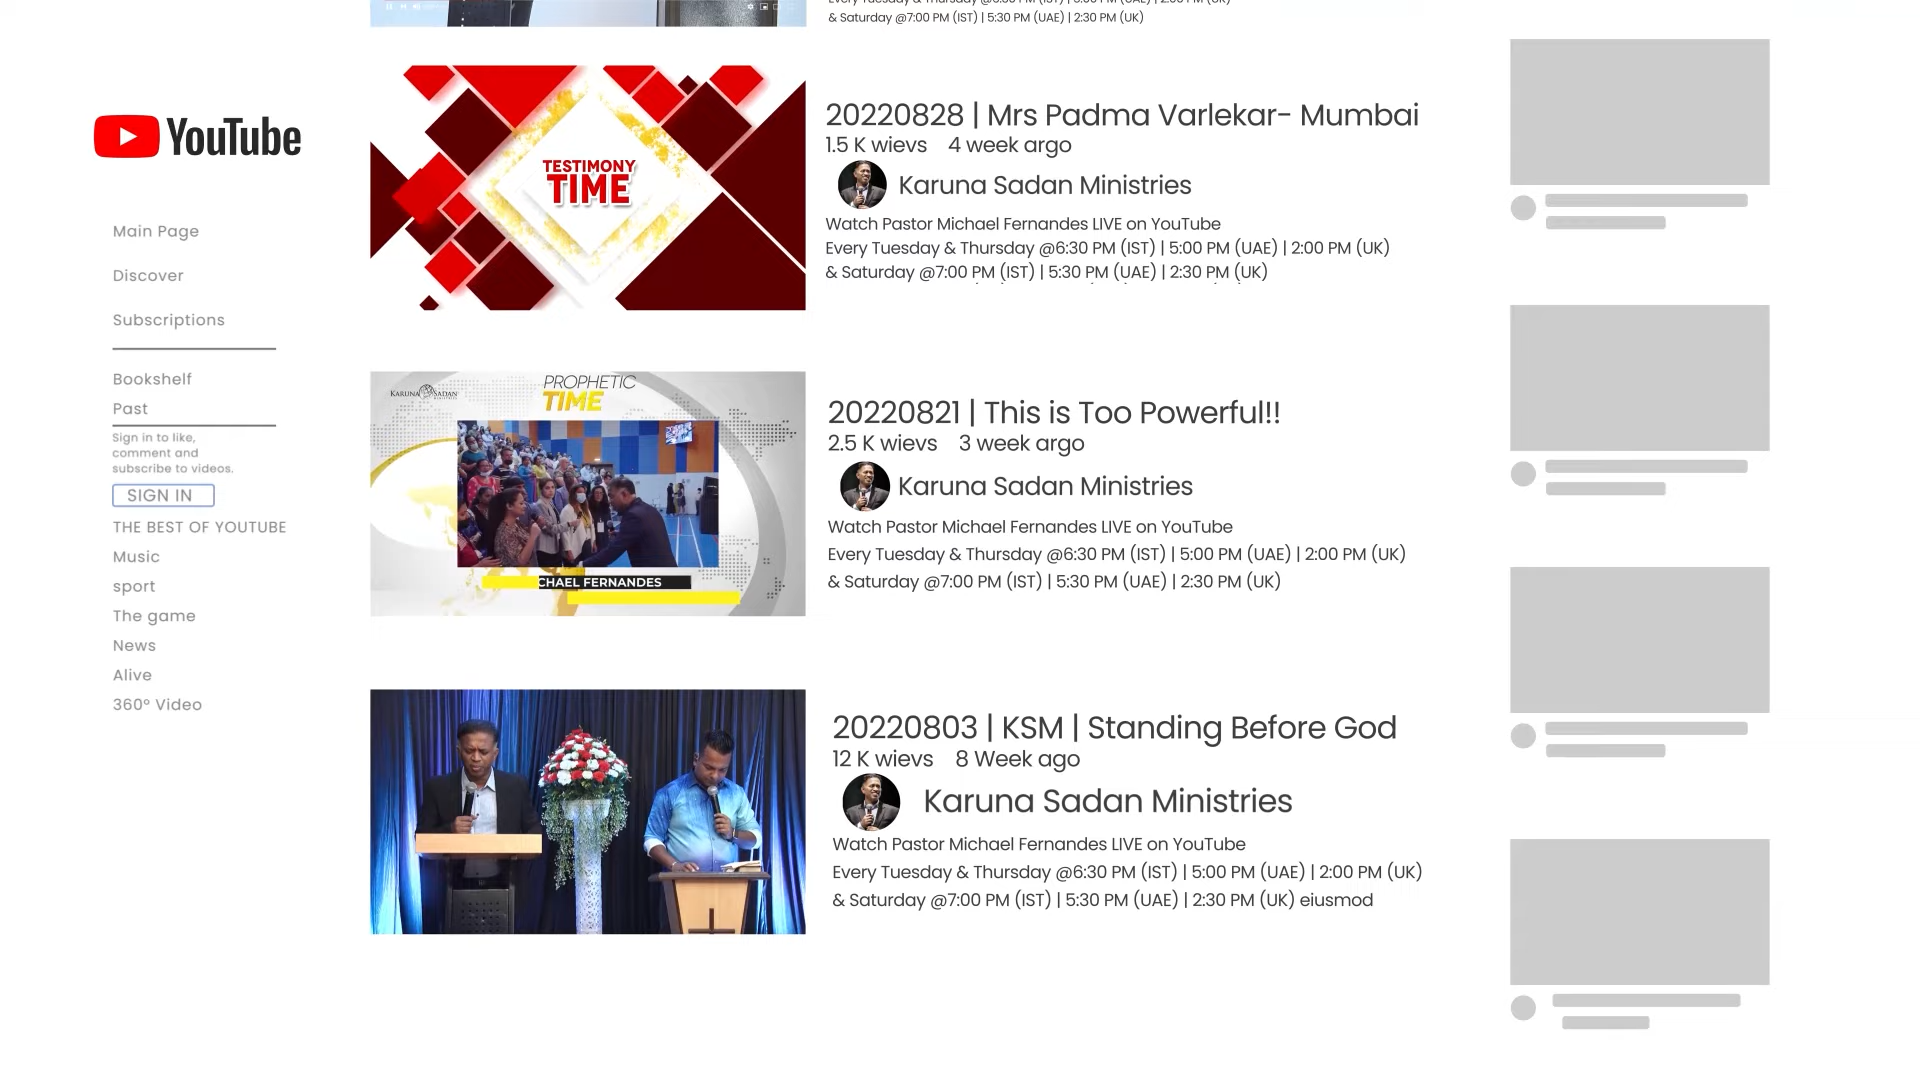 & Saturday @7:00 PM (IST) | 5:30 PM (UAE) | 2:30 PM (UK)
YouTube
Main Page
Discover
Subscriptions
Bookshelf
Past
Sign in to like,
comment and
subscribe to videos.
SIGN IN
THE BEST OF YOUTUBE
Music
sport
The game
News
Alive
360° Video
TESTIMONY
TIME
20220828 | Mrs Padma Varlekar- Mumbai
1.5 K wievs 4 week argo
Karuna Sadan Ministries
Watch Pastor Michael Fernandes LIVE on YouTube
Every Tuesday & Thursday @6:30 PM (IST) | 5:00 PM (UAE) | 2:00 PM (UK)
& Saturday @7:00 PM (IST) | 5:30 PM (UAE) | 2:30 PM (UK)
KARUNA SADAN
PROPHETIC
TIME
CHAEL FERNANDES
20220821 | This is Too Powerful!!
2.5 K wievs 3 week argo
Karuna Sadan Ministries
Watch Pastor Michael Fernandes LIVE on YouTube
Every Tuesday & Thursday @6:30 PM (IST) | 5:00 PM (UAE) | 2:00 PM (UK)
& Saturday @7:00 PM (IST) | 5:30 PM (UAE) | 2:30 PM (UK)
20220803 | KSM | Standing Before God
12 K wievs 8 Week ago
Karuna Sadan Ministries
Watch Pastor Michael Fernandes LIVE on YouTube
Every Tuesday & Thursday @6:30 PM (IST) | 5:00 PM (UAE) | 2:00 PM (UK)
& Saturday @7:00 PM (IST) | 5:30 PM (UAE) | 2:30 PM (UK) eiusmod